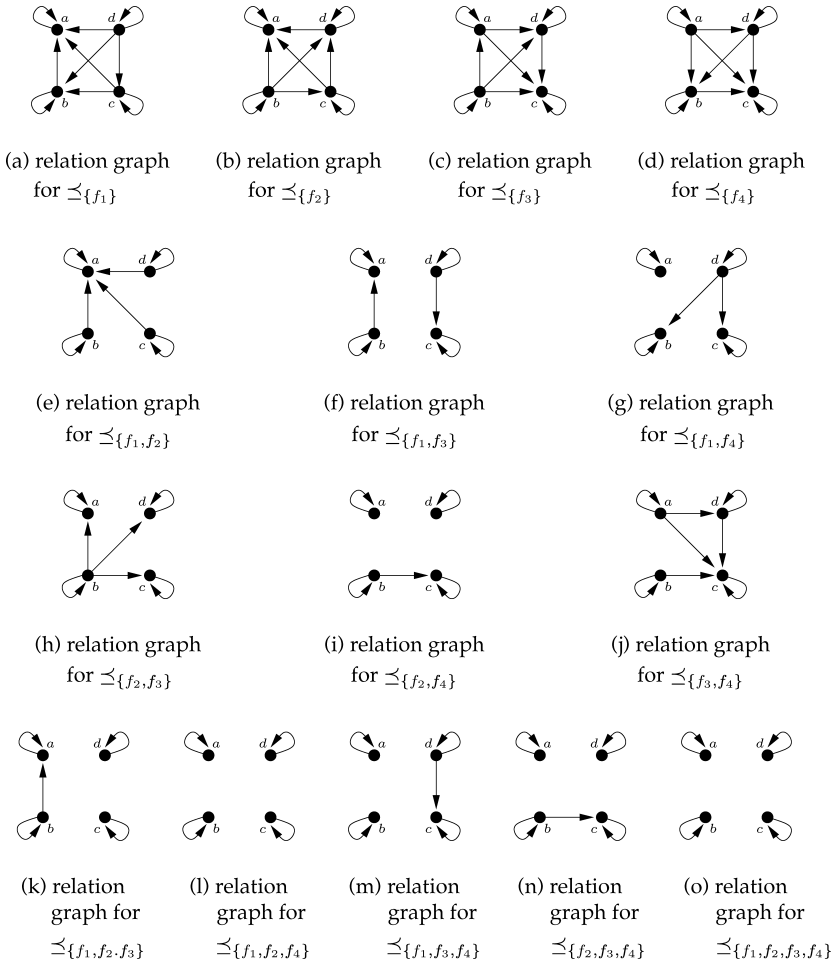 a d a d a d a d
b c b c b c b c
(a) relation graph (b) relation graph (c) relation graph (d) relation graph
for ⪯{f1} for ⪯{f2} for ⪯{f3} for ⪯{f4}
a d a d a d
b c b c b c
(e) relation graph (f) relation graph (g) relation graph
for ⪯{f1,f2} for ⪯{f1,f3} for ⪯{f1,f4}
a d a d a d
b c b c b c
(h) relation graph (i) relation graph (j) relation graph
for ⪯{f2,f3} for ⪯{f2,f4} for ⪯{f3,f4}
a d a d a d a d a d
b c b c b c b c b c
(k) relation (l) relation (m) relation (n) relation (o) relation
graph for graph for graph for graph for graph for
⪯{f1,f2.f3} ⪯{f1,f2,f4} ⪯{f1,f3,f4} ⪯{f2,f3,f4} ⪯{f1,f2,f3,f4}